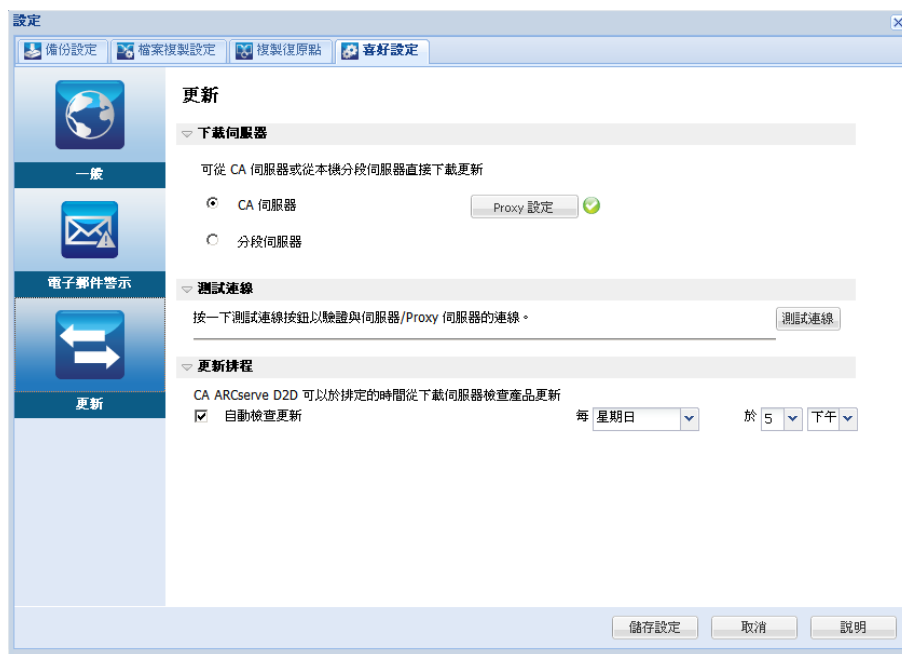 設定
備份設定 檔案複製設定 複製復原點 喜好設定
一般
電子郵件警示
更新
更新
下載伺服器
可從 CA 伺服器或從本機分段伺服器直接下載更新
CA 伺服器 Proxy 設定
分段伺服器
測試連線
按一下測試連線按鈕以驗證與伺服器/Proxy 伺服器的連線。 測試連線
更新排程
CA ARCserve D2D 可以於排定的時間從下載伺服器檢查產品更新
自動檢查更新 每 星期日 於 5 下午
儲存設定 取消 說明